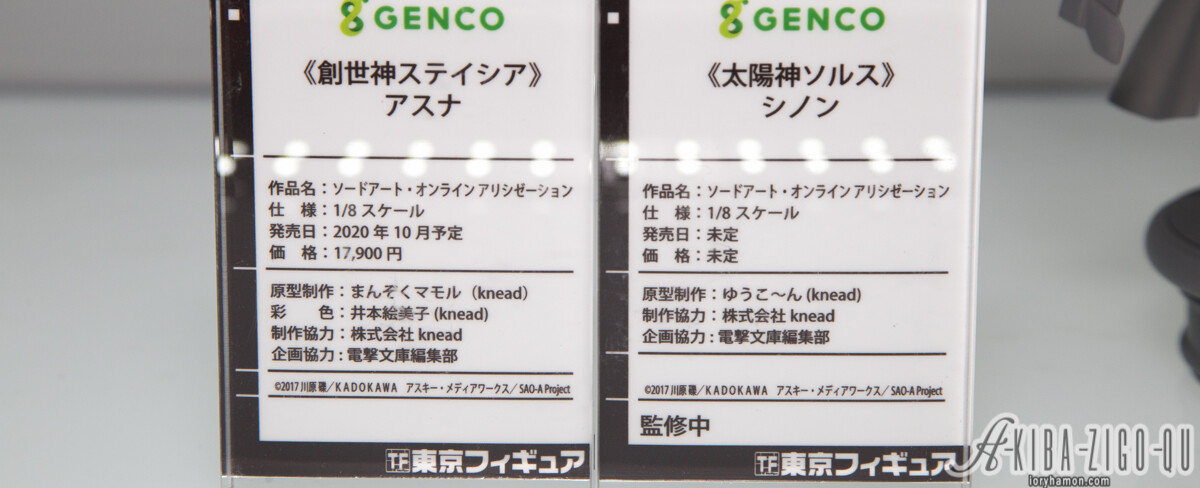 GENCO
《創世神ステイシア》
アスナ
作品名：ソードアート・オンライン アリシゼーション
仕　様：1/8 スケール
発売日：2020 年 10 月予定
価　格：17,900 円
原型制作：まんぞくマモル（knead）
彩　　色：井本絵美子 (knead)
制作協力：株式会社 knead
企画協力：電撃文庫編集部
©2017 川原 礫／KADOKAWA　アスキー・メディアワークス／ SAO-A Project
TF 東京フィギュア
GENCO
《太陽神ソルス》
シノン
作品名：ソードアート・オンライン アリシゼーション
仕　様：1/8 スケール
発売日：未定
価　格：未定
原型制作：ゆうこ～ん (knead)
制作協力：株式会社 knead
企画協力：電撃文庫編集部
©2017 川原 礫／KADOKAWA　アスキー・メディアワークス／ SAO-A Project
監修中
TF 東京フィギュア
AKIBA-ZIGO-QU
loryhamon.com